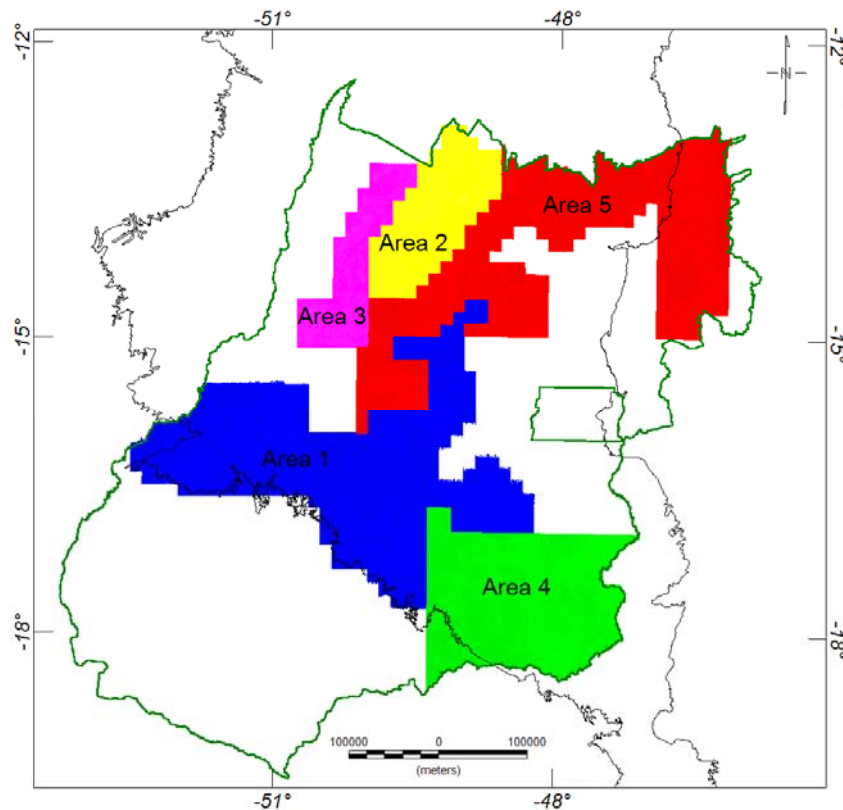 -51° -48°
-12° -12°
N
Area 5
Area 2
Area 3
-15° -15°
Area 1
Area 4
-18° -18°
100000 0 100000
(meters)
-51° -48°